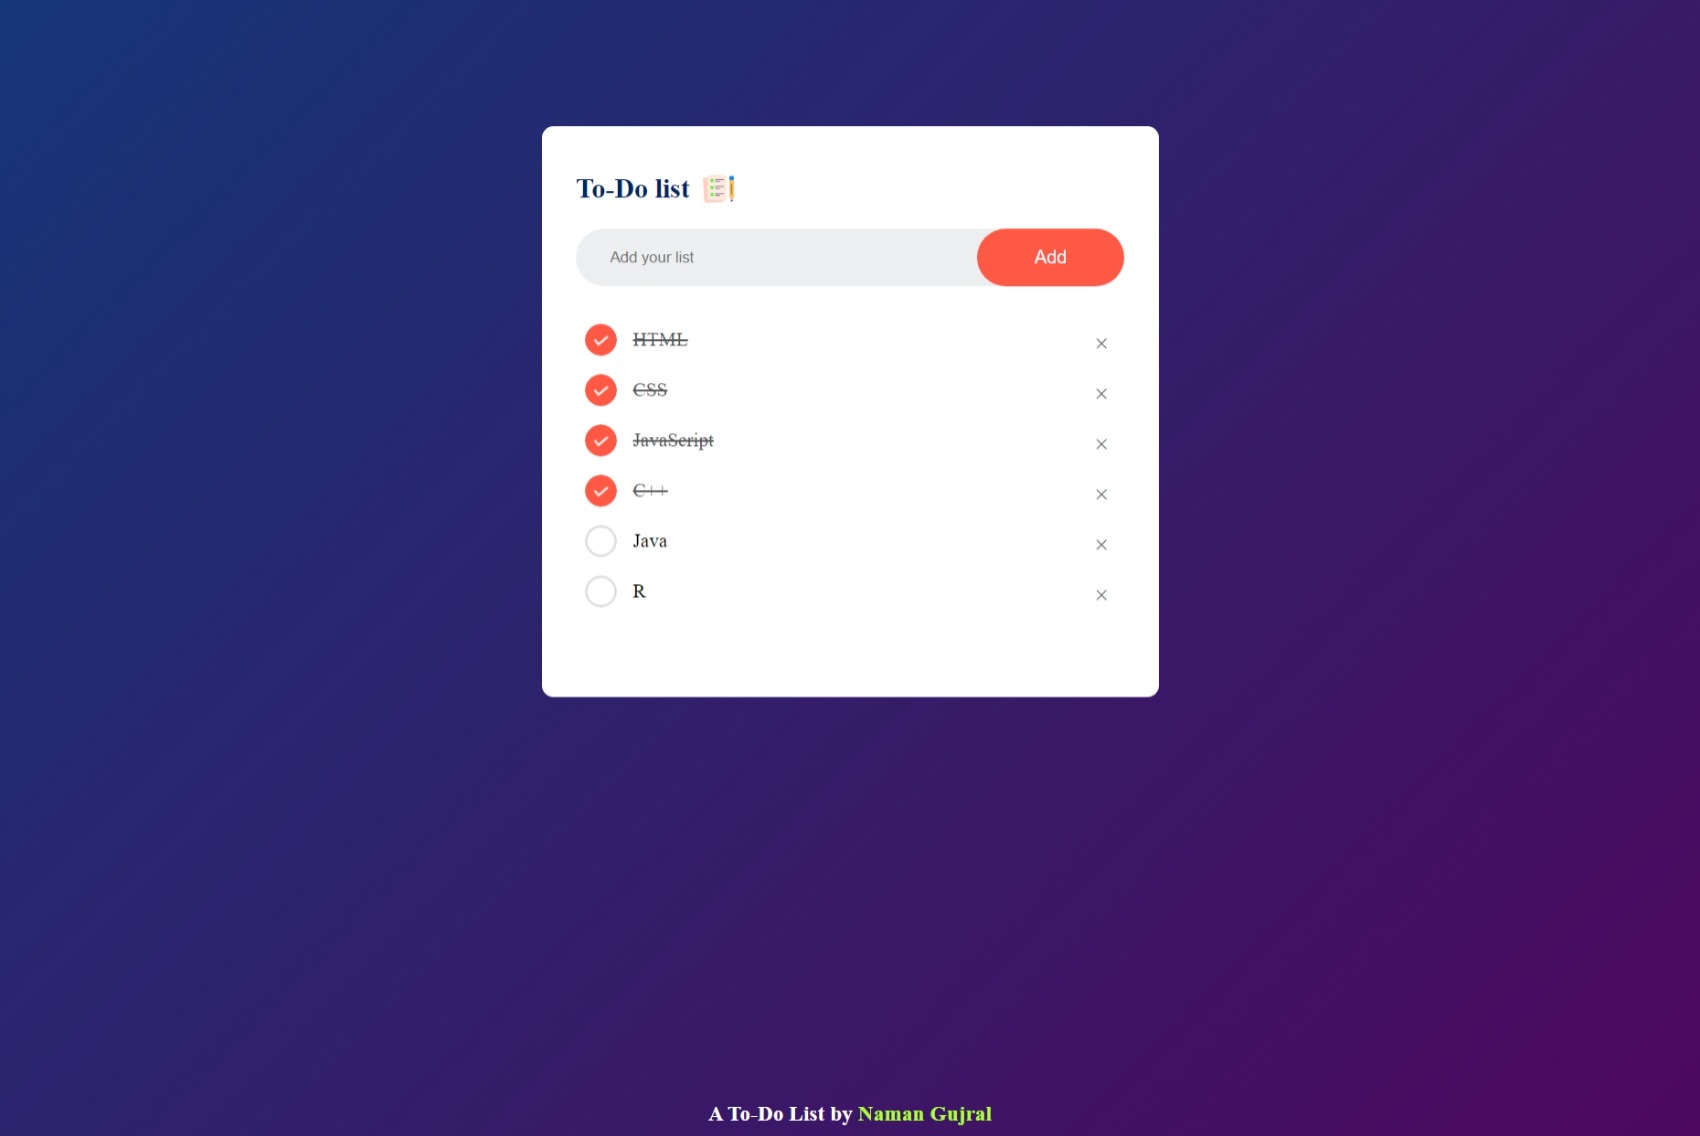 To-Do list
Add your list
Add
HTML
CSS
JavaScript
C++
Java
R
A To-Do List by Naman Gujral